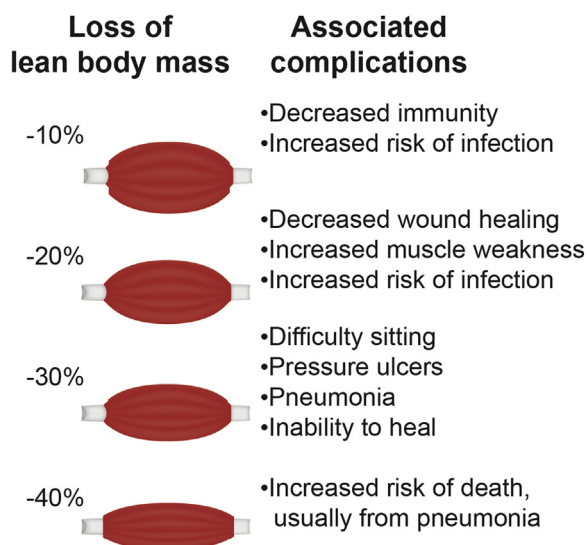 Loss of
lean body mass
Associated
complications
-10%
•Decreased immunity
•Increased risk of infection
-20%
•Decreased wound healing
•Increased muscle weakness
•Increased risk of infection
-30%
•Difficulty sitting
•Pressure ulcers
•Pneumonia
•Inability to heal
-40%
•Increased risk of death,
usually from pneumonia